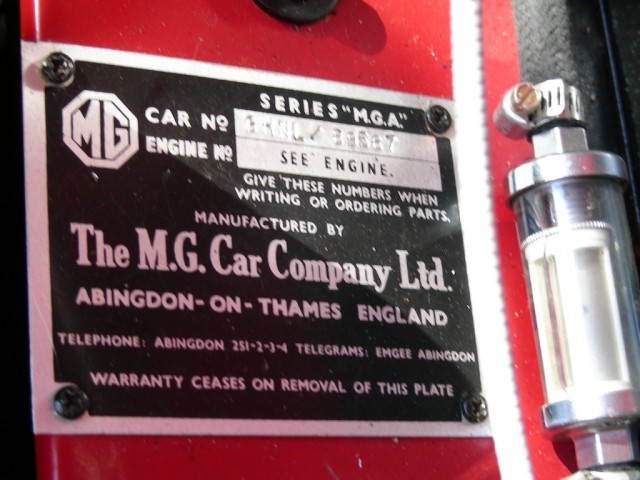 SERIES "M.G.A."
MG
CAR Nº
ENGINE Nº SEE ENGINE.
GIVE THESE NUMBERS WHEN
WRITING OR ORDERING PARTS.
MANUFACTURED BY
The M.G. Car Company Ltd.
ABINGDON-ON-THAMES ENGLAND
TELEPHONE: ABINGDON 251-2-3-4 TELEGRAMS: EMGEE ABINGDON
WARRANTY CEASES ON REMOVAL OF THIS PLATE